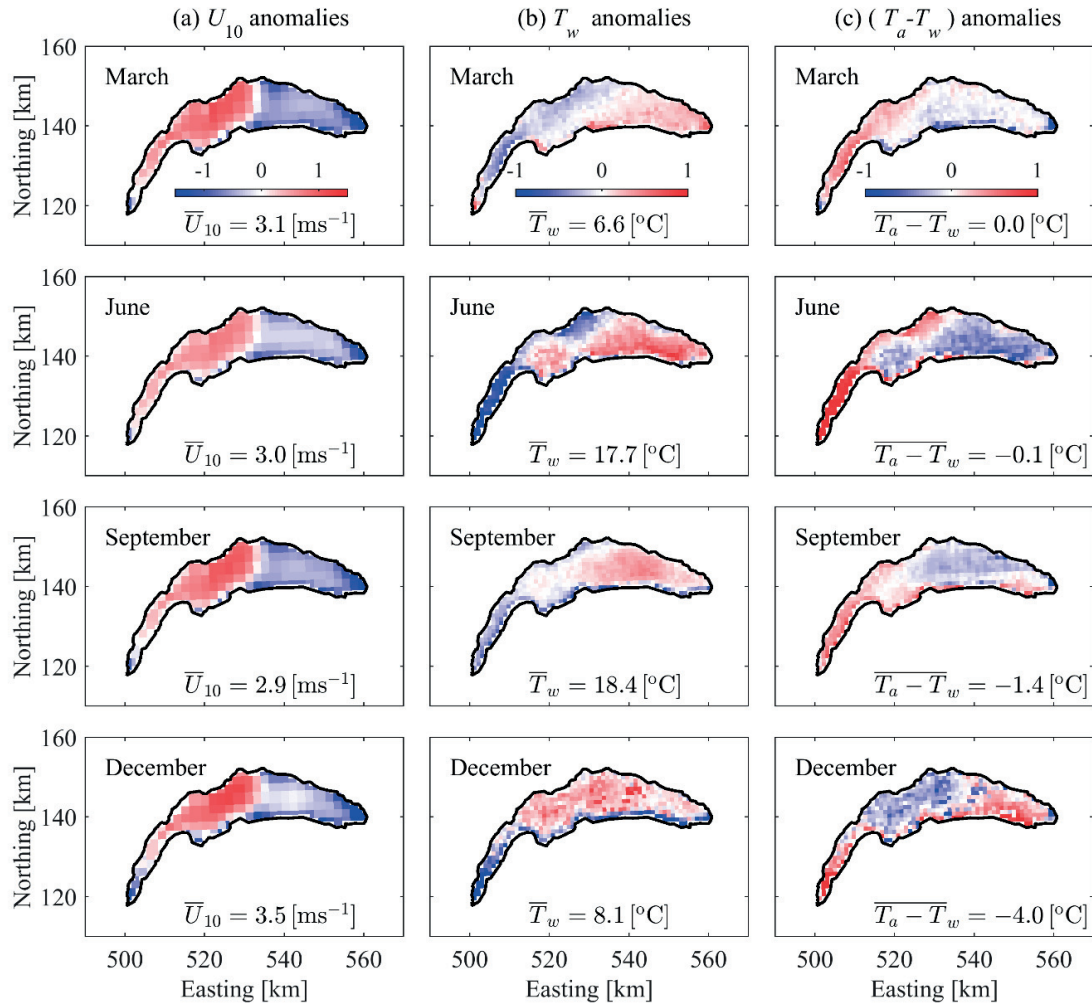 (a) U10 anomalies
(b) Tw anomalies
(c) ( Ta-Tw ) anomalies
Northing [km]
160
140
120
March
-1 0 1
U̅10 = 3.1 [ms⁻¹]
March
-1 0 1
T̅w = 6.6 [°C]
March
-1 0 1
Ta − Tw = 0.0 [°C]
Northing [km]
160
140
120
June
U̅10 = 3.0 [ms⁻¹]
June
T̅w = 17.7 [°C]
June
Ta − Tw = −0.1 [°C]
Northing [km]
160
140
120
September
U̅10 = 2.9 [ms⁻¹]
September
T̅w = 18.4 [°C]
September
Ta − Tw = −1.4 [°C]
Northing [km]
160
140
120
December
U̅10 = 3.5 [ms⁻¹]
December
T̅w = 8.1 [°C]
December
Ta − Tw = −4.0 [°C]
500 520 540 560
500 520 540 560
500 520 540 560
Easting [km]
Easting [km]
Easting [km]